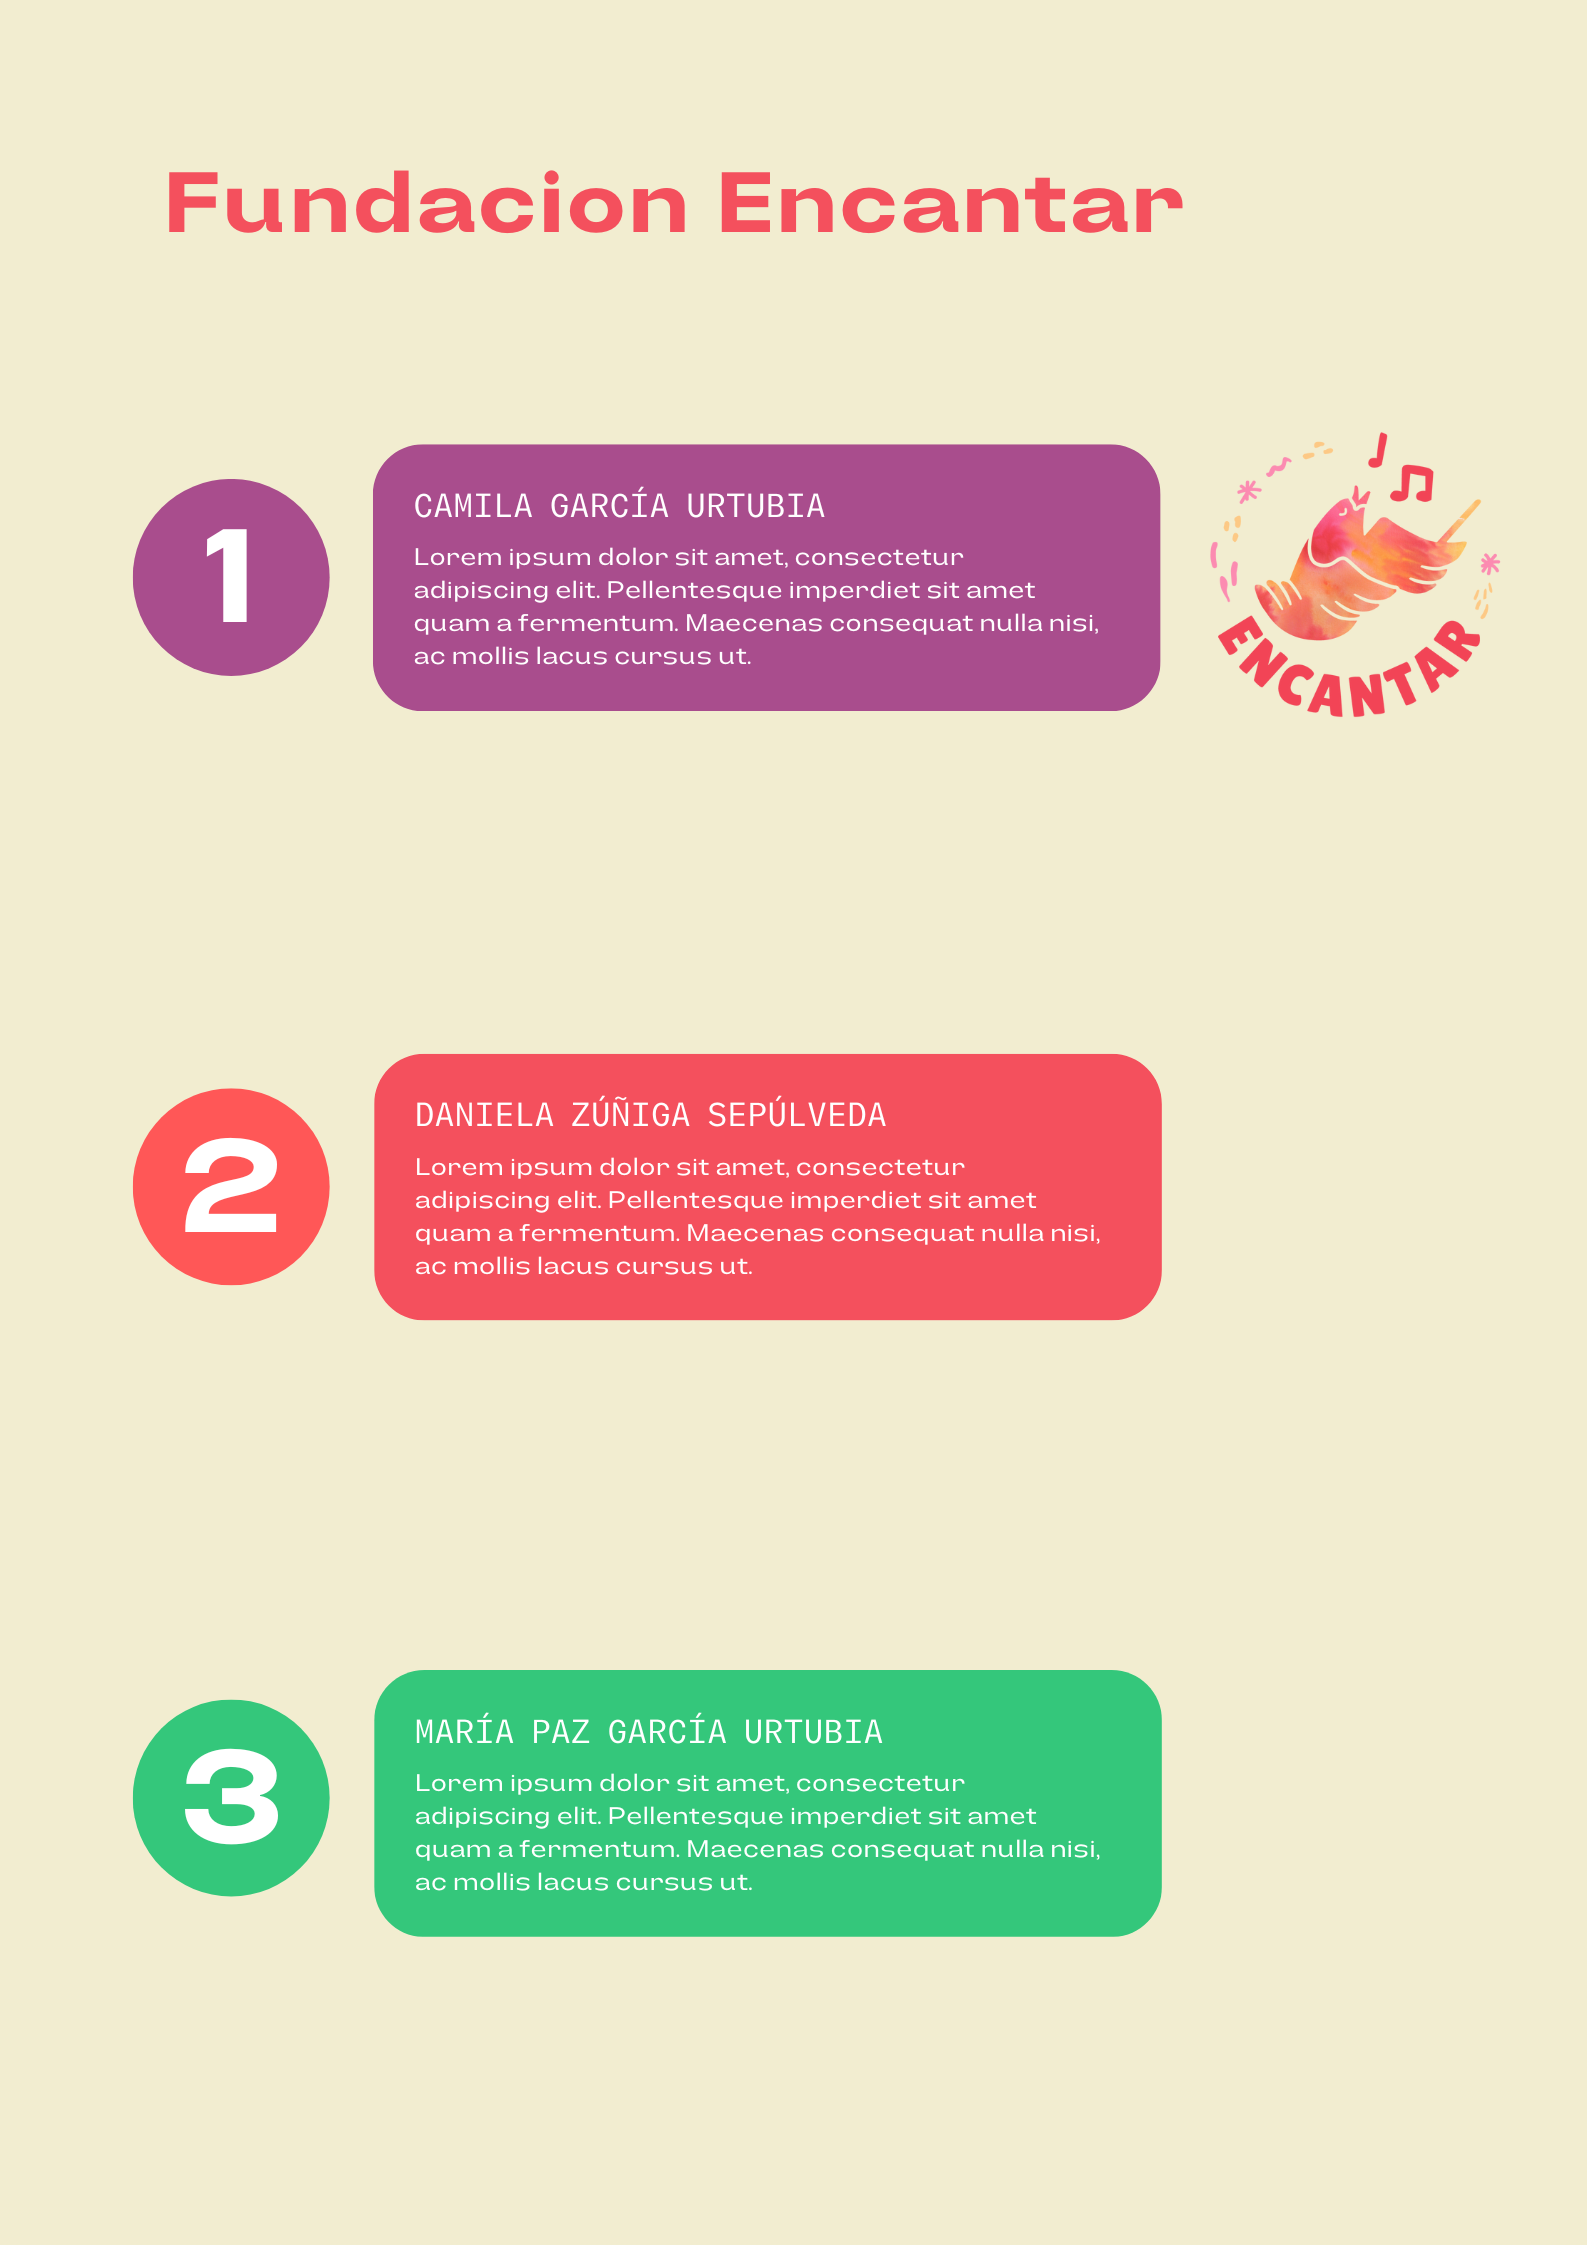 Fundacion Encantar
1
CAMILA GARCÍA URTUBIA
Lorem ipsum dolor sit amet, consectetur
adipiscing elit. Pellentesque imperdiet sit amet
quam a fermentum. Maecenas consequat nulla nisi,
ac mollis lacus cursus ut.
ENCANTAR
2
DANIELA ZÚÑIGA SEPÚLVEDA
Lorem ipsum dolor sit amet, consectetur
adipiscing elit. Pellentesque imperdiet sit amet
quam a fermentum. Maecenas consequat nulla nisi,
ac mollis lacus cursus ut.
3
MARÍA PAZ GARCÍA URTUBIA
Lorem ipsum dolor sit amet, consectetur
adipiscing elit. Pellentesque imperdiet sit amet
quam a fermentum. Maecenas consequat nulla nisi,
ac mollis lacus cursus ut.